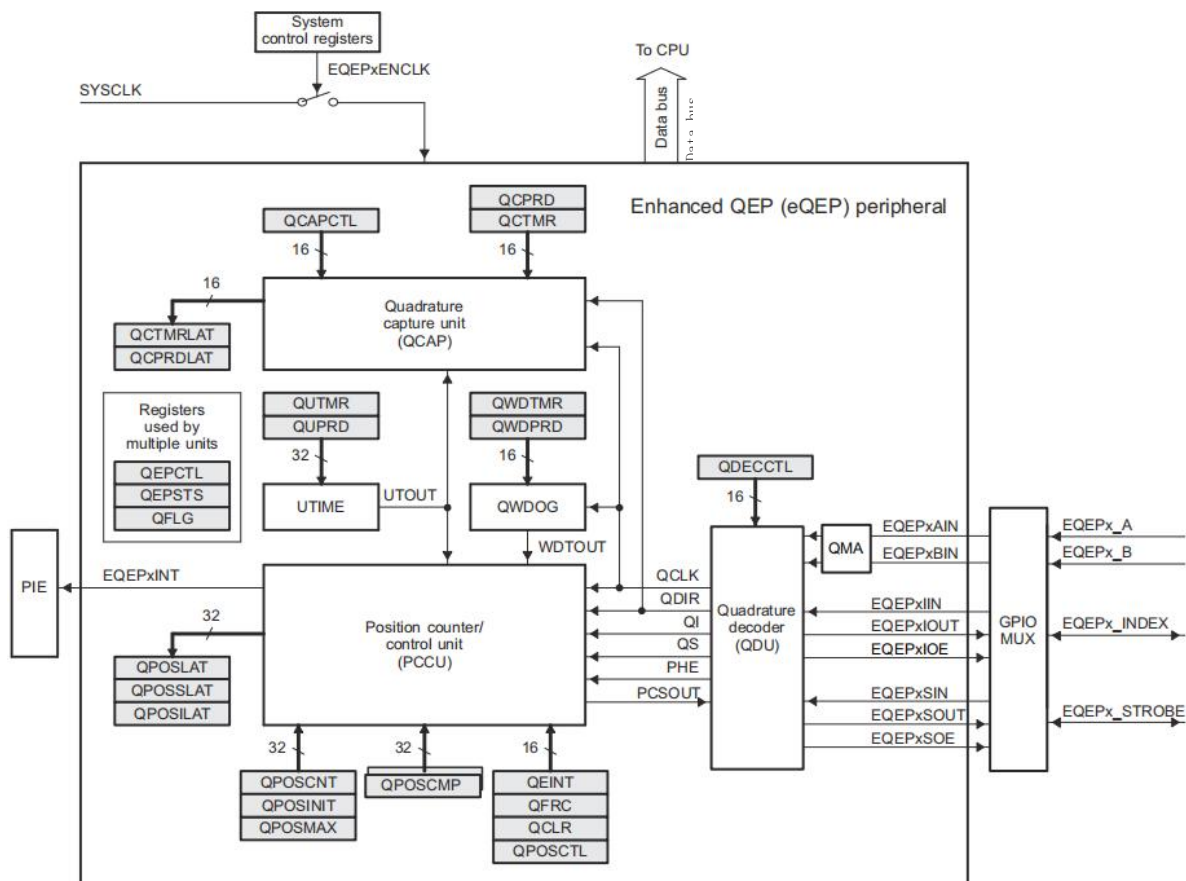 System
control registers
To CPU
EQEPxENCLK
SYSCLK
Data bus
Data bus
QCPRD
Enhanced QEP (eQEP) peripheral
QCAPCTL
QCTMR
16
16
16
Quadrature
capture unit
(QCAP)
QCTMRLAT
QCPRDLAT
Registers
used by
multiple units
QUTMR
QUPRD
QWDTMR
QWDPRD
32
16
QEPCTL
QEPSTS
QFLG
UTIME
UTOUT
QWDOG
QDECCTL
16
WDTOUT
QMA
EQEPxAIN
EQEPxBIN
EQEPx_A
EQEPx_B
PIE
EQEPxINT
QCLK
QDIR
QI
QS
PHE
PCSOUT
Quadrature
decoder
(QDU)
EQEPxIIN
EQEPxIOUT
EQEPxIOE
GPIO
MUX
EQEPx_INDEX
32
Position counter/
control unit
(PCCU)
QPOSLAT
QPOSSLAT
QPOSILAT
EQEPxSIN
EQEPxSOUT
EQEPxSOE
EQEPx_STROBE
32
32
16
QPOSCNT
QPOSINIT
QPOSMAX
QPOSCMP
QEINT
QFRC
QCLR
QPOSCTL